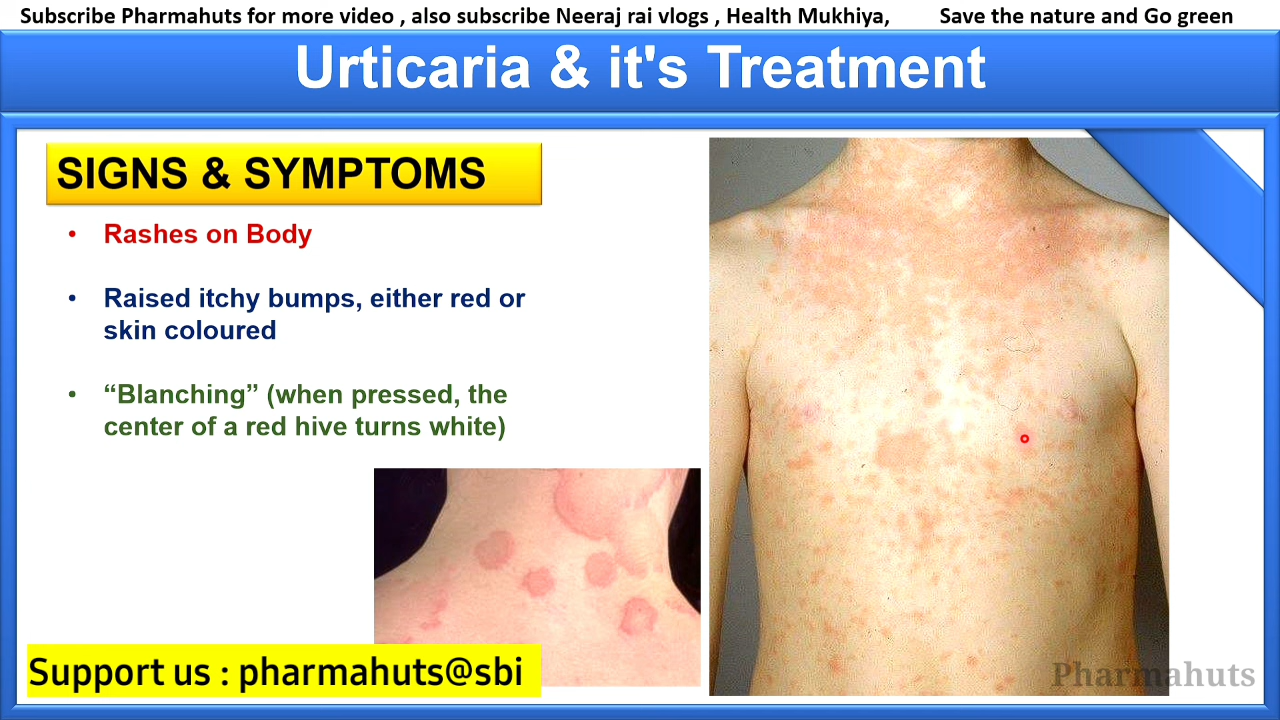 Subscribe Pharmahuts for more video , also subscribe Neeraj rai vlogs , Health Mukhiya, Save the nature and Go green
Urticaria & it's Treatment
SIGNS & SYMPTOMS
• Rashes on Body
• Raised itchy bumps, either red or
skin coloured
• “Blanching” (when pressed, the
center of a red hive turns white)
Support us : pharmahuts@sbi
Pharmahuts